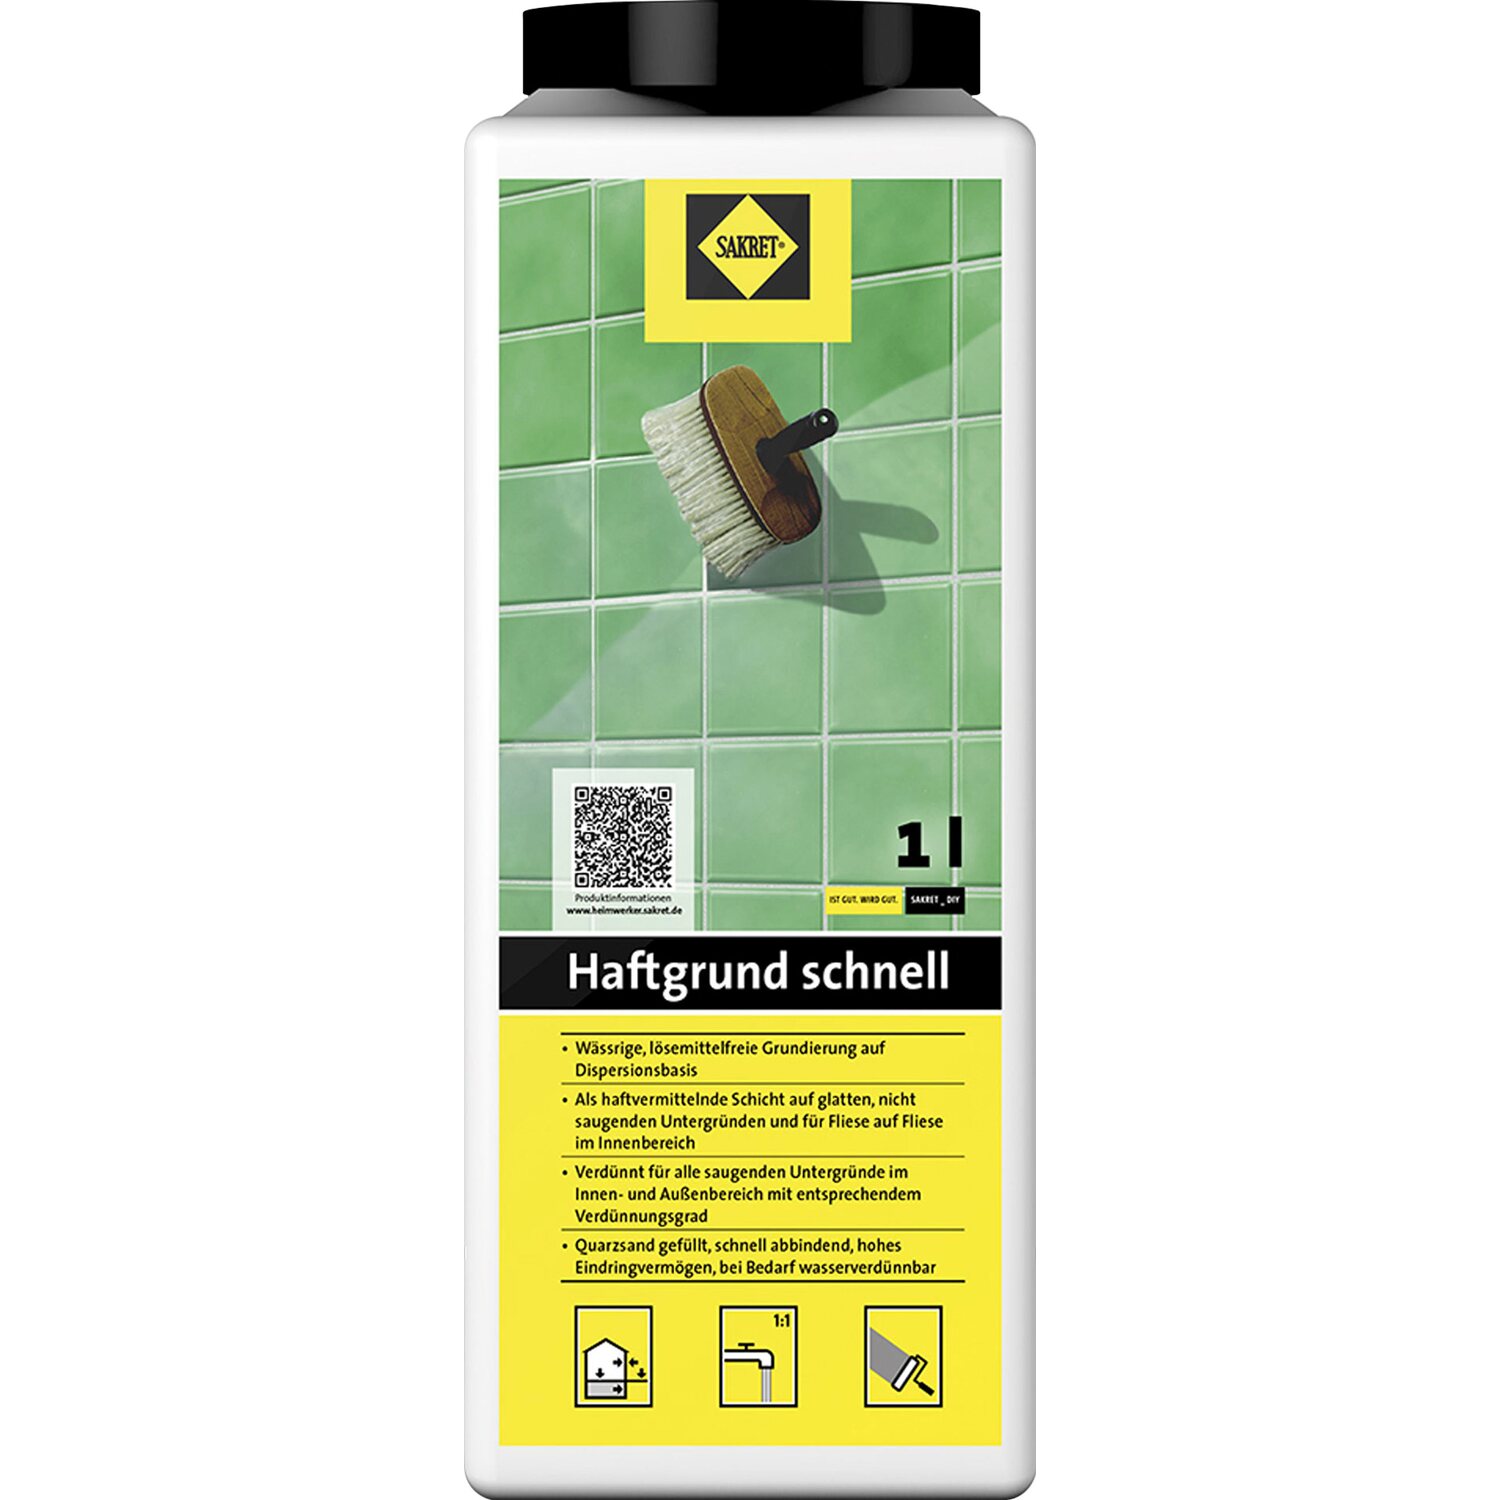 SAKRET®
1 l
Produktinformationen
www.heimwerker.sakret.de
IST GUT. WIRD GUT.
SAKRET _ DIY
Haftgrund schnell
• Wässrige, lösemittelfreie Grundierung auf
Dispersionsbasis
• Als haftvermittelnde Schicht auf glatten, nicht
saugenden Untergründen und für Fliese auf Fliese
im Innenbereich
• Verdünnt für alle saugenden Untergründe im
Innen- und Außenbereich mit entsprechendem
Verdünnungsgrad
• Quarzsand gefüllt, schnell abbindend, hohes
Eindringvermögen, bei Bedarf wasserverdünnbar
1:1